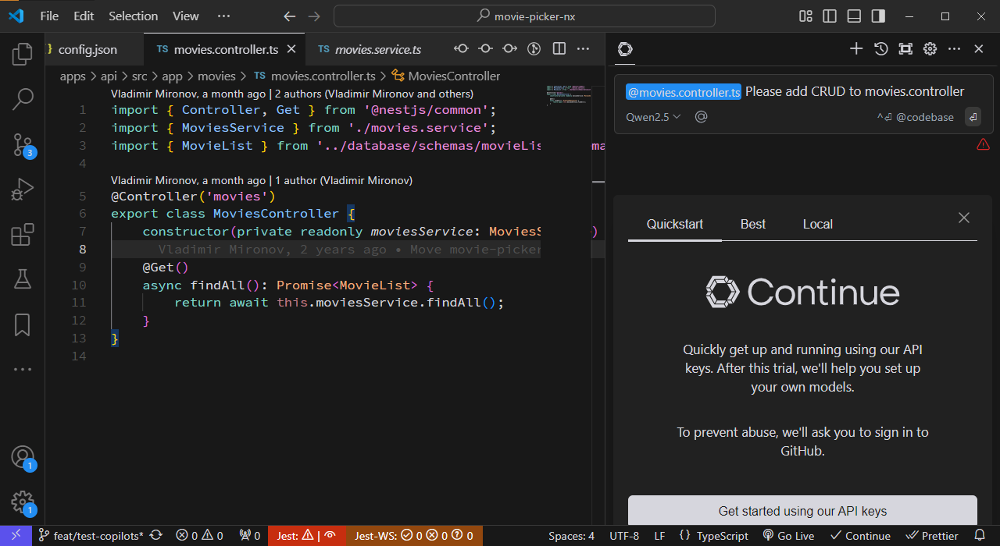 File Edit Selection View ··· movie-picker-nx
config.json TS movies.controller.ts TS movies.service.ts
apps > api > src > app > movies > TS movies.controller.ts > MoviesController
Vladimir Mironov, a month ago | 2 authors (Vladimir Mironov and others)
1 import { Controller, Get } from '@nestjs/common';
2 import { MoviesService } from './movies.service';
3 import { MovieList } from '../database/schemas/movieLis ma
4
Vladimir Mironov, a month ago | 1 author (Vladimir Mironov)
5 @Controller('movies')
6 export class MoviesController {
7 constructor(private readonly moviesService: MoviesS )
8 Vladimir Mironov, 2 years ago • Move movie-picker
9 @Get()
10 async findAll(): Promise<MovieList> {
11 return await this.moviesService.findAll();
12 }
13 }
14
@movies.controller.ts Please add CRUD to movies.controller
Qwen2.5 @ ^⏎ @codebase
Quickstart Best Local
Continue
Quickly get up and running using our API
keys. After this trial, we'll help you set up
your own models.
To prevent abuse, we'll ask you to sign in to
GitHub.
Get started using our API keys
3
1
1
feat/test-copilots* 0 0 0 Jest: | Jest-WS: 0 0 0 Spaces: 4 UTF-8 LF {} TypeScript Go Live Continue Prettier